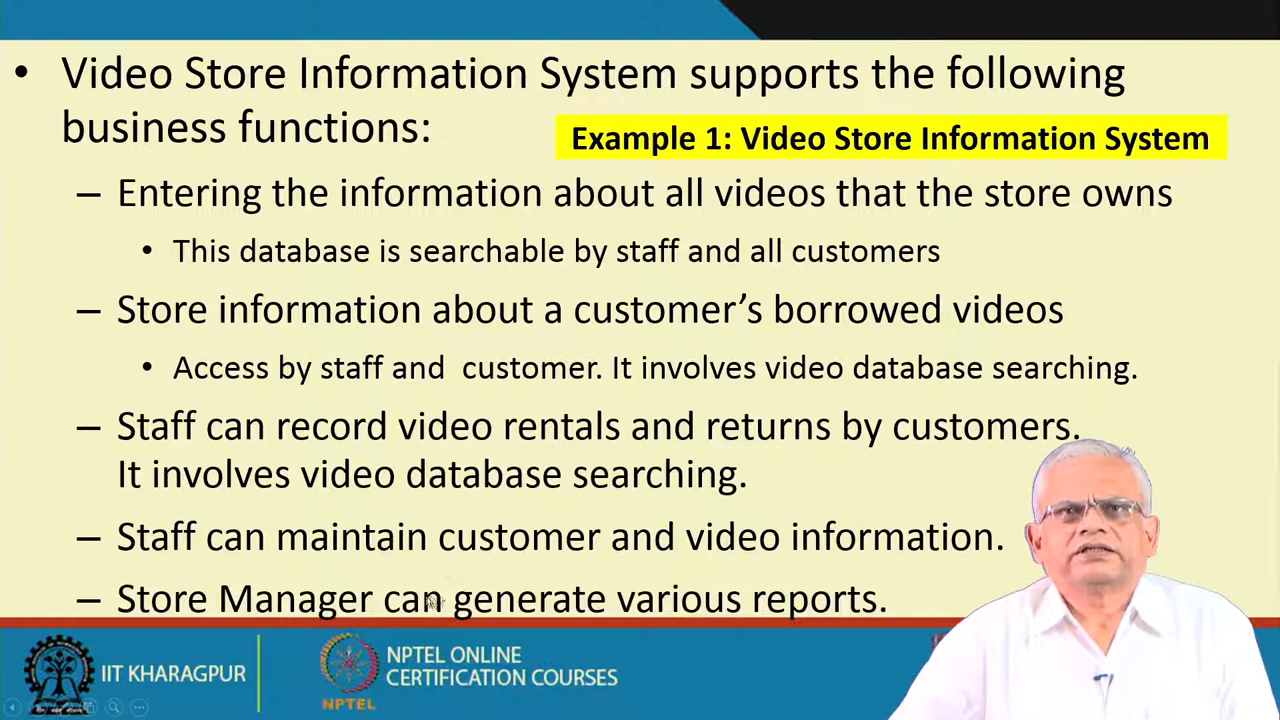 • Video Store Information System supports the following
business functions:
Example 1: Video Store Information System
– Entering the information about all videos that the store owns
• This database is searchable by staff and all customers
– Store information about a customer’s borrowed videos
• Access by staff and  customer. It involves video database searching.
– Staff can record video rentals and returns by customers.
It involves video database searching.
– Staff can maintain customer and video information.
– Store Manager can generate various reports.
IIT KHARAGPUR
NPTEL ONLINE
CERTIFICATION COURSES
NPTEL